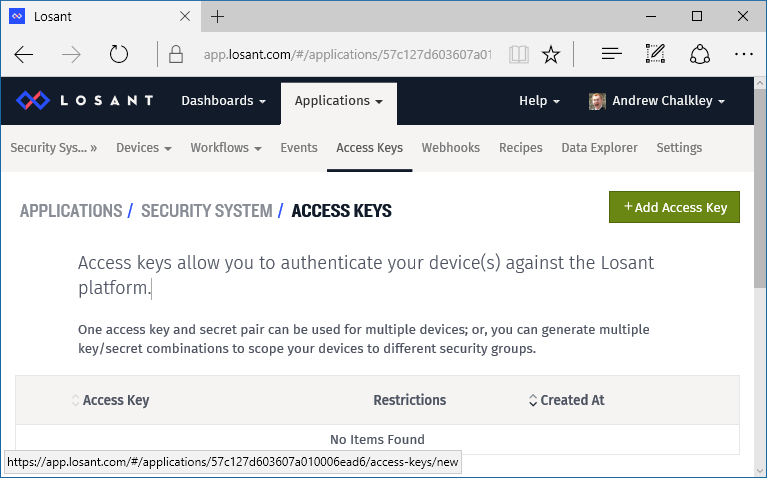 Losant
app.losant.com/#/applications/57c127d603607a01
LOSANT Dashboards Applications Help Andrew Chalkley
Security Sys... » Devices Workflows Events Access Keys Webhooks Recipes Data Explorer Settings
APPLICATIONS / SECURITY SYSTEM / ACCESS KEYS
+Add Access Key
Access keys allow you to authenticate your device(s) against the Losant
platform.
One access key and secret pair can be used for multiple devices; or, you can generate multiple
key/secret combinations to scope your devices to different security groups.
Access Key Restrictions Created At
No Items Found
https://app.losant.com/#/applications/57c127d603607a010006ead6/access-keys/new